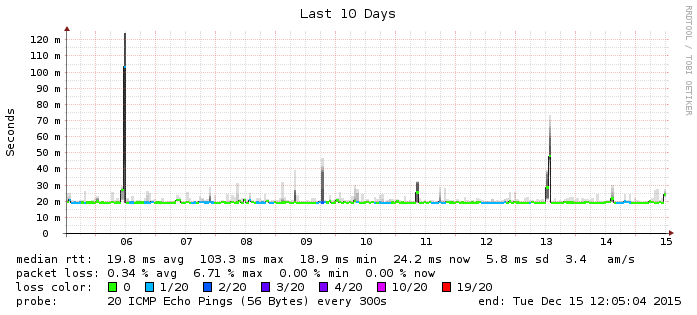 Last 10 Days
RRDTOOL / TOBI OETIKER
Seconds
120 m
110 m
100 m
90 m
80 m
70 m
60 m
50 m
40 m
30 m
20 m
10 m
0
06 07 08 09 10 11 12 13 14 15
median rtt: 19.8 ms avg 103.3 ms max 18.9 ms min 24.2 ms now 5.8 ms sd 3.4 am/s
packet loss: 0.34 % avg 6.71 % max 0.00 % min 0.00 % now
loss color: 0 1/20 2/20 3/20 4/20 10/20 19/20
probe: 20 ICMP Echo Pings (56 Bytes) every 300s end: Tue Dec 15 12:05:04 2015